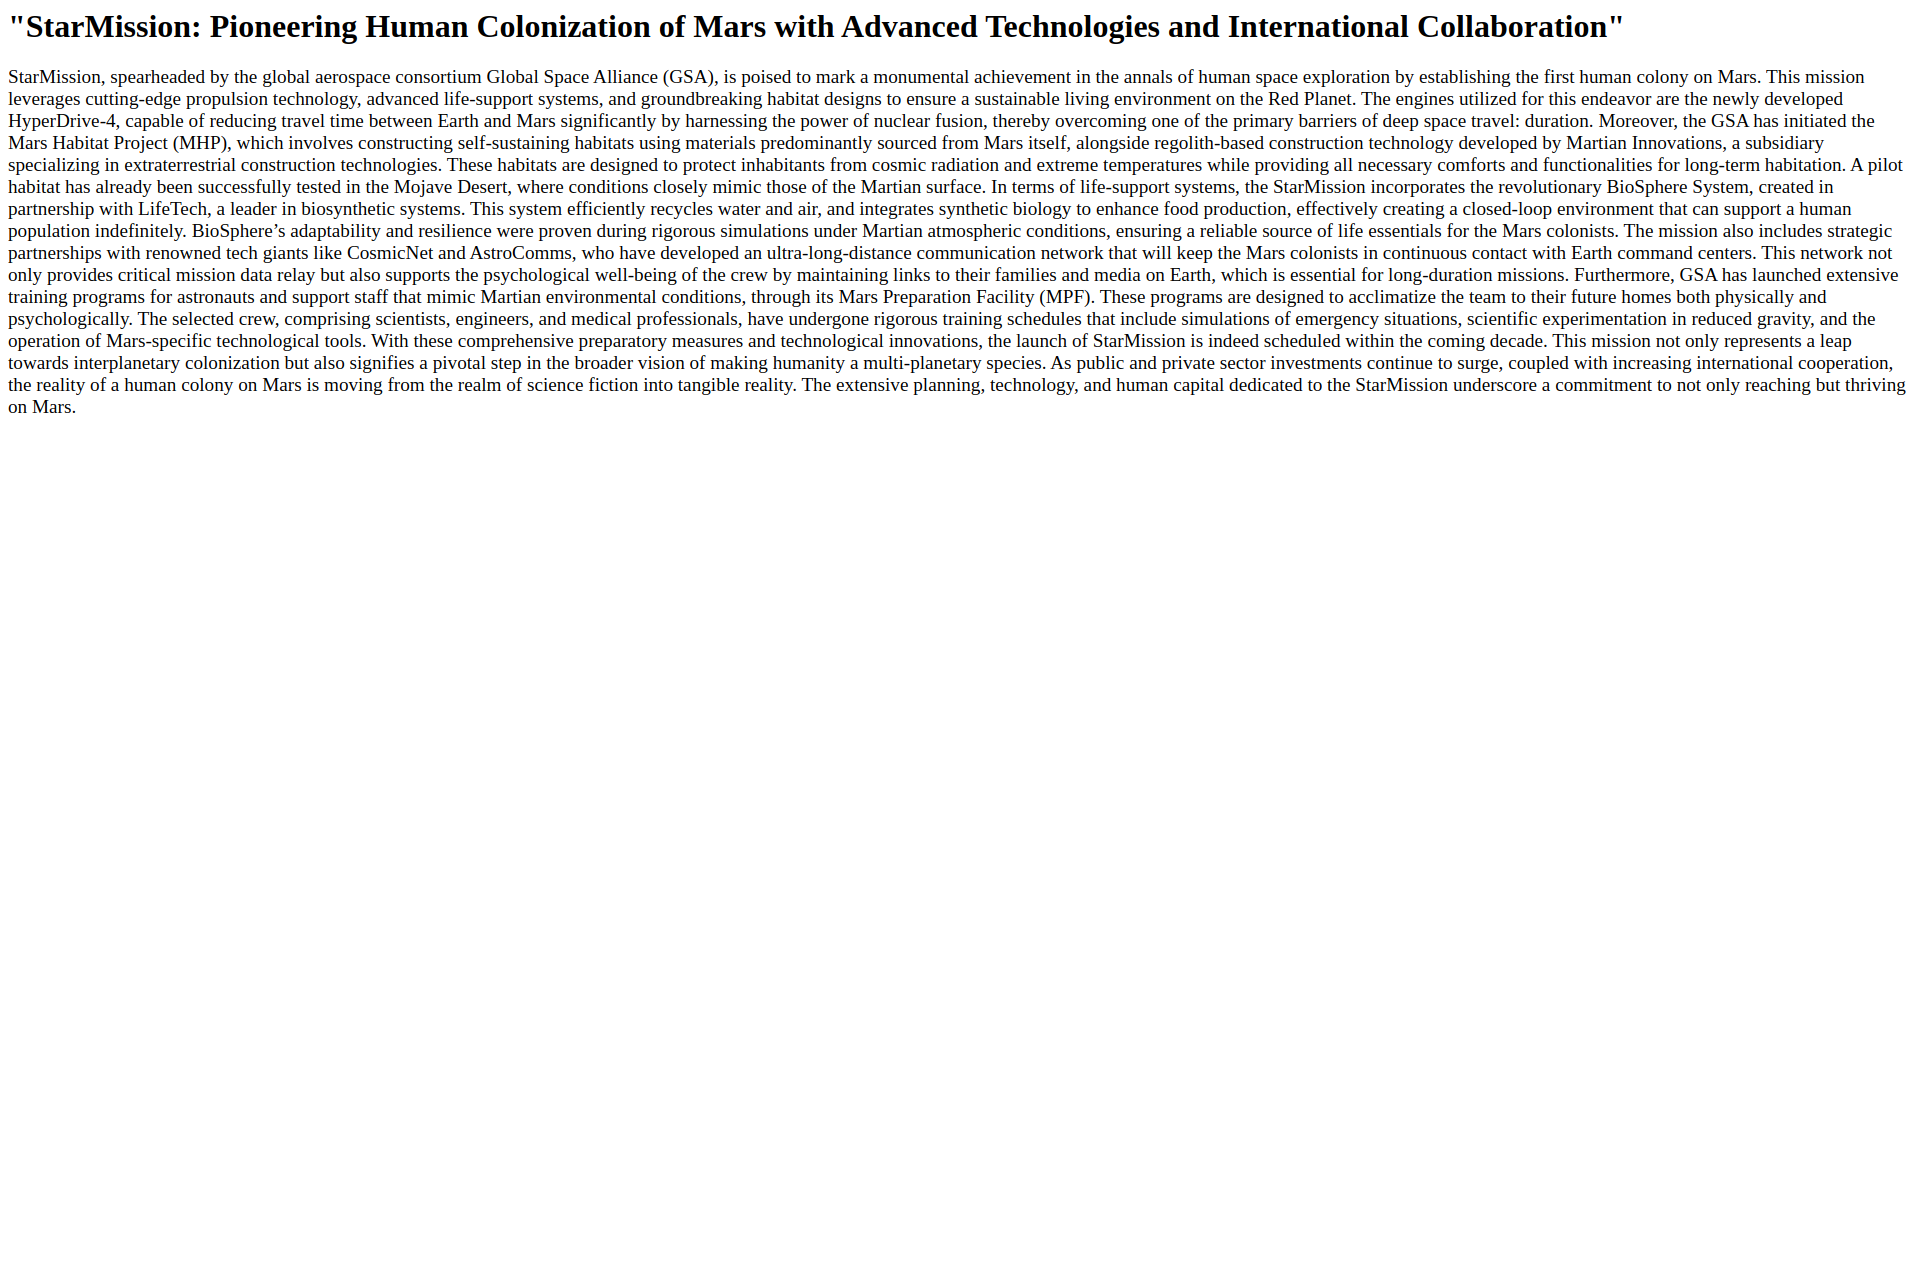 "StarMission: Pioneering Human Colonization of Mars with Advanced Technologies and International Collaboration"
StarMission, spearheaded by the global aerospace consortium Global Space Alliance (GSA), is poised to mark a monumental achievement in the annals of human space exploration by establishing the first human colony on Mars. This mission
leverages cutting-edge propulsion technology, advanced life-support systems, and groundbreaking habitat designs to ensure a sustainable living environment on the Red Planet. The engines utilized for this endeavor are the newly developed
HyperDrive-4, capable of reducing travel time between Earth and Mars significantly by harnessing the power of nuclear fusion, thereby overcoming one of the primary barriers of deep space travel: duration. Moreover, the GSA has initiated the
Mars Habitat Project (MHP), which involves constructing self-sustaining habitats using materials predominantly sourced from Mars itself, alongside regolith-based construction technology developed by Martian Innovations, a subsidiary
specializing in extraterrestrial construction technologies. These habitats are designed to protect inhabitants from cosmic radiation and extreme temperatures while providing all necessary comforts and functionalities for long-term habitation. A pilot
habitat has already been successfully tested in the Mojave Desert, where conditions closely mimic those of the Martian surface. In terms of life-support systems, the StarMission incorporates the revolutionary BioSphere System, created in
partnership with LifeTech, a leader in biosynthetic systems. This system efficiently recycles water and air, and integrates synthetic biology to enhance food production, effectively creating a closed-loop environment that can support a human
population indefinitely. BioSphere’s adaptability and resilience were proven during rigorous simulations under Martian atmospheric conditions, ensuring a reliable source of life essentials for the Mars colonists. The mission also includes strategic
partnerships with renowned tech giants like CosmicNet and AstroComms, who have developed an ultra-long-distance communication network that will keep the Mars colonists in continuous contact with Earth command centers. This network not
only provides critical mission data relay but also supports the psychological well-being of the crew by maintaining links to their families and media on Earth, which is essential for long-duration missions. Furthermore, GSA has launched extensive
training programs for astronauts and support staff that mimic Martian environmental conditions, through its Mars Preparation Facility (MPF). These programs are designed to acclimatize the team to their future homes both physically and
psychologically. The selected crew, comprising scientists, engineers, and medical professionals, have undergone rigorous training schedules that include simulations of emergency situations, scientific experimentation in reduced gravity, and the
operation of Mars-specific technological tools. With these comprehensive preparatory measures and technological innovations, the launch of StarMission is indeed scheduled within the coming decade. This mission not only represents a leap
towards interplanetary colonization but also signifies a pivotal step in the broader vision of making humanity a multi-planetary species. As public and private sector investments continue to surge, coupled with increasing international cooperation,
the reality of a human colony on Mars is moving from the realm of science fiction into tangible reality. The extensive planning, technology, and human capital dedicated to the StarMission underscore a commitment to not only reaching but thriving
on Mars.